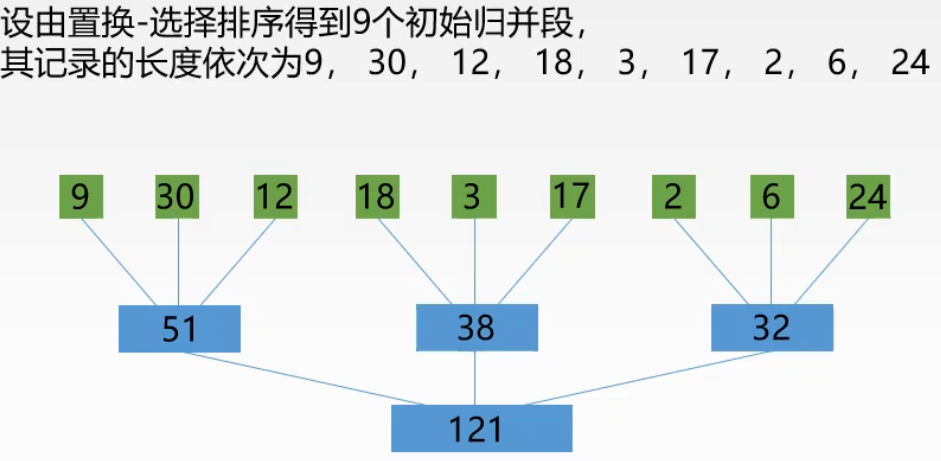 设由置换-选择排序得到9个初始归并段，
其记录的长度依次为9， 30， 12， 18， 3， 17， 2， 6， 24
9 30 12 18 3 17 2 6 24
51 38 32
121